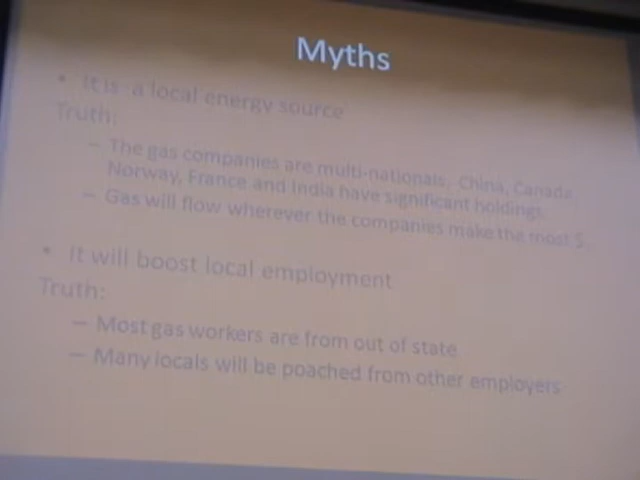 Myths
• It is a local energy source
Truth:
– The gas companies are multi-nationals. China, Canada
Norway, France and India have significant holdings
– Gas will flow wherever the companies make the most $
• It will boost local employment
Truth:
– Most gas workers are from out of state
– Many locals will be poached from other employers